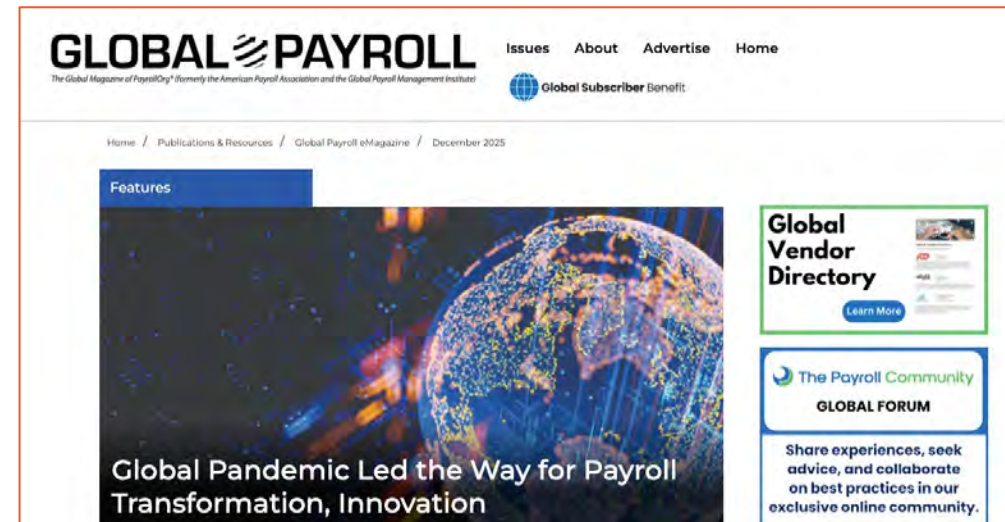 GLOBAL PAYROLL
The Global Magazine of PayrollOrg® (formerly the American Payroll Association and the Global Payroll Management Institute)
Issues About Advertise Home
Global Subscriber Benefit
Home / Publications & Resources / Global Payroll eMagazine / December 2025
Features
Global Pandemic Led the Way for Payroll
Transformation, Innovation
Global
Vendor
Directory
Learn More
The Payroll Community
GLOBAL FORUM
Share experiences, seek
advice, and collaborate
on best practices in our
exclusive online community.